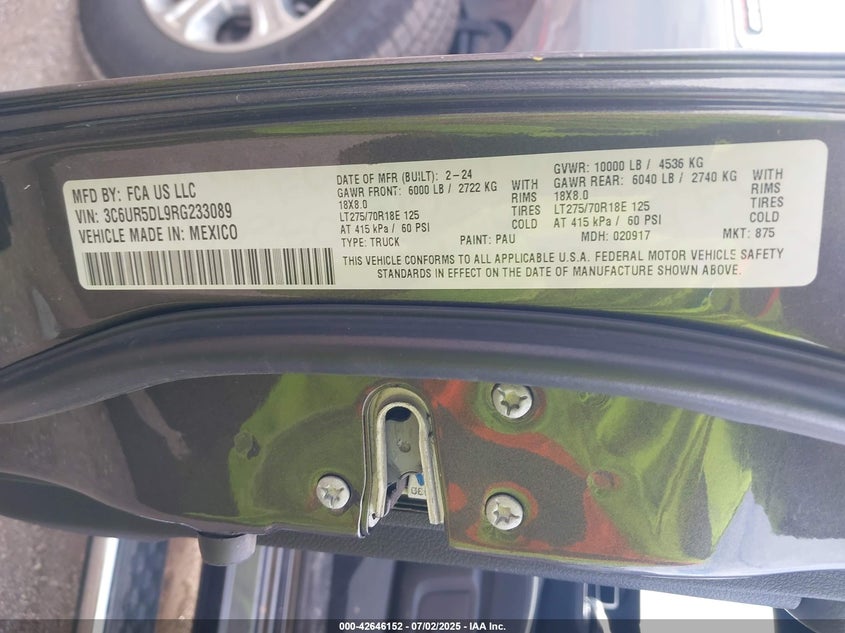 MFD BY: FCA US LLC
VIN: 3C6UR5DL9RG233089
VEHICLE MADE IN: MEXICO
DATE OF MFR (BUILT): 2-24
GAWR FRONT: 6000 LB / 2722 KG WITH
18X8.0 RIMS
LT275/70R18E 125 TIRES
AT 415 kPa / 60 PSI COLD
TYPE: TRUCK PAINT: PAU
GVWR: 10000 LB / 4536 KG
GAWR REAR: 6040 LB / 2740 KG WITH
18X8.0 RIMS
LT275/70R18E 125 TIRES
AT 415 kPa / 60 PSI COLD
MDH: 020917 MKT: 875
THIS VEHICLE CONFORMS TO ALL APPLICABLE U.S.A. FEDERAL MOTOR VEHICLE SAFETY
STANDARDS IN EFFECT ON THE DATE OF MANUFACTURE SHOWN ABOVE.
000-42646152 - 07/02/2025 - IAA Inc.